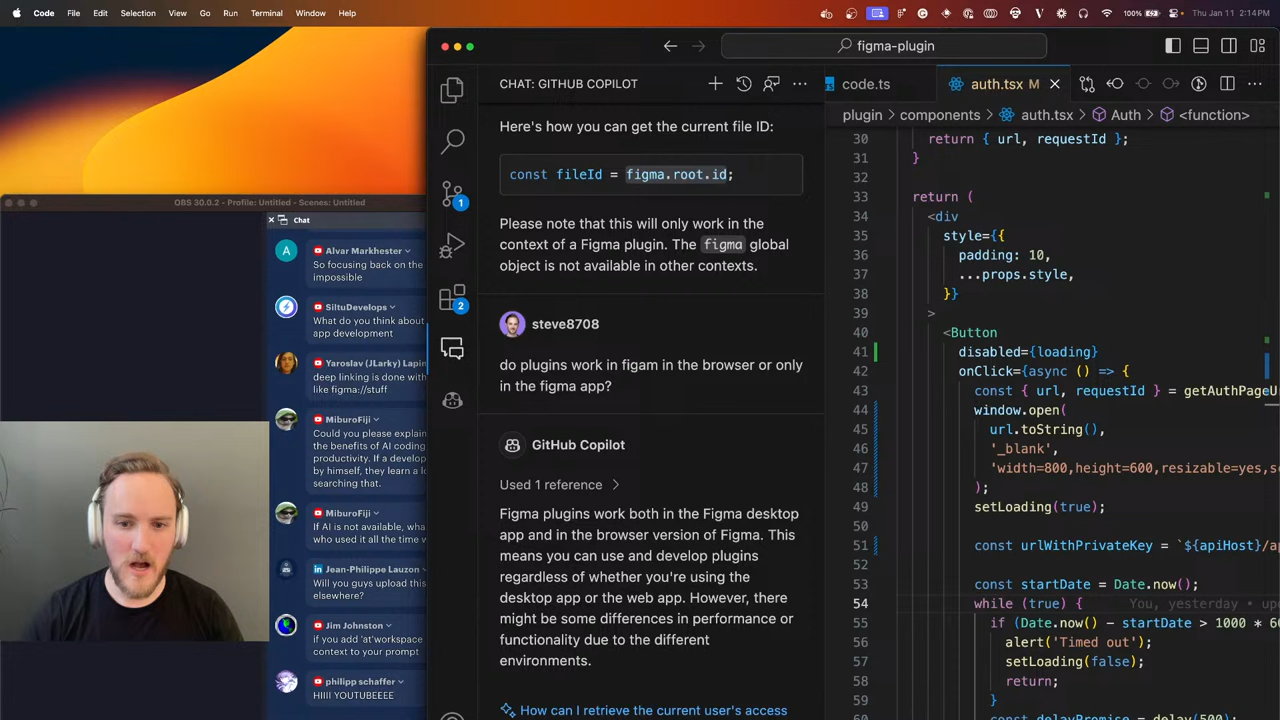 Code File Edit Selection View Go Run Terminal Window Help
100% Thu Jan 11 2:14 PM
figma-plugin
CHAT: GITHUB COPILOT
code.ts
auth.tsx M
plugin > components > auth.tsx > Auth > <function>
Here's how you can get the current file ID:
const fileId = figma.root.id;
Please note that this will only work in the
context of a Figma plugin. The figma global
object is not available in other contexts.
steve8708
do plugins work in figam in the browser or only
in the figma app?
GitHub Copilot
Used 1 reference
Figma plugins work both in the Figma desktop
app and in the browser version of Figma. This
means you can use and develop plugins
regardless of whether you're using the
desktop app or the web app. However, there
might be some differences in performance or
functionality due to the different
environments.
How can I retrieve the current user's access
1
2
30 return { url, requestId };
31 }
32
33 return (
34 <div
35 style={{
36 padding: 10,
37 ...props.style,
38 }}
39 >
40 <Button
41 disabled={loading}
42 onClick={async () => {
43 const { url, requestId } = getAuthPageU
44 window.open(
45 url.toString(),
46 '_blank',
47 'width=800,height=600,resizable=yes,s
48 );
49 setLoading(true);
50
51 const urlWithPrivateKey = `${apiHost}/ap
52
53 const startDate = Date.now();
54 while (true) { You, yesterday • up
55 if (Date.now() - startDate > 1000 * 6
56 alert('Timed out');
57 setLoading(false);
58 return;
59 }
const delayPromise = delay(500);
OBS 30.0.2 - Profile: Untitled - Scenes: Untitled
Chat
A
Alvar Markhester
So focusing back on the
impossible
SiltuDevelops
What do you think about
app development
Yaroslav (JLarky) Lapin
deep linking is done with
like figma://stuff
MiburoFiji
Could you please explain
the benefits of AI coding
productivity. If a develop
by himself, they learn a lo
searching that.
MiburoFiji
If AI is not available, wha
who used it all the time w
Jean-Philippe Lauzon
Will you guys upload this
elsewhere?
Jim Johnston
if you add 'at'workspace
context to your prompt
philipp schaffer
HIIII YOUTUBEEEE